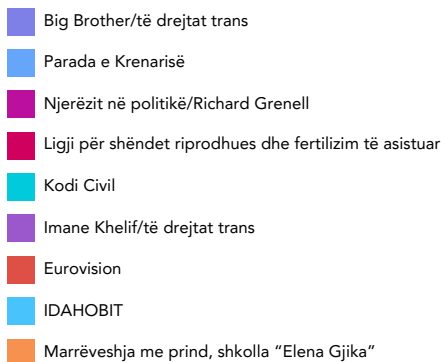 Big Brother/të drejtat trans
Parada e Krenarisë
Njerëzit në politikë/Richard Grenell
Ligji për shëndet riprodhues dhe fertilizim të asistuar
Kodi Civil
Imane Khelif/të drejtat trans
Eurovision
IDAHOBIT
Marrëveshja me prind, shkolla “Elena Gjika”